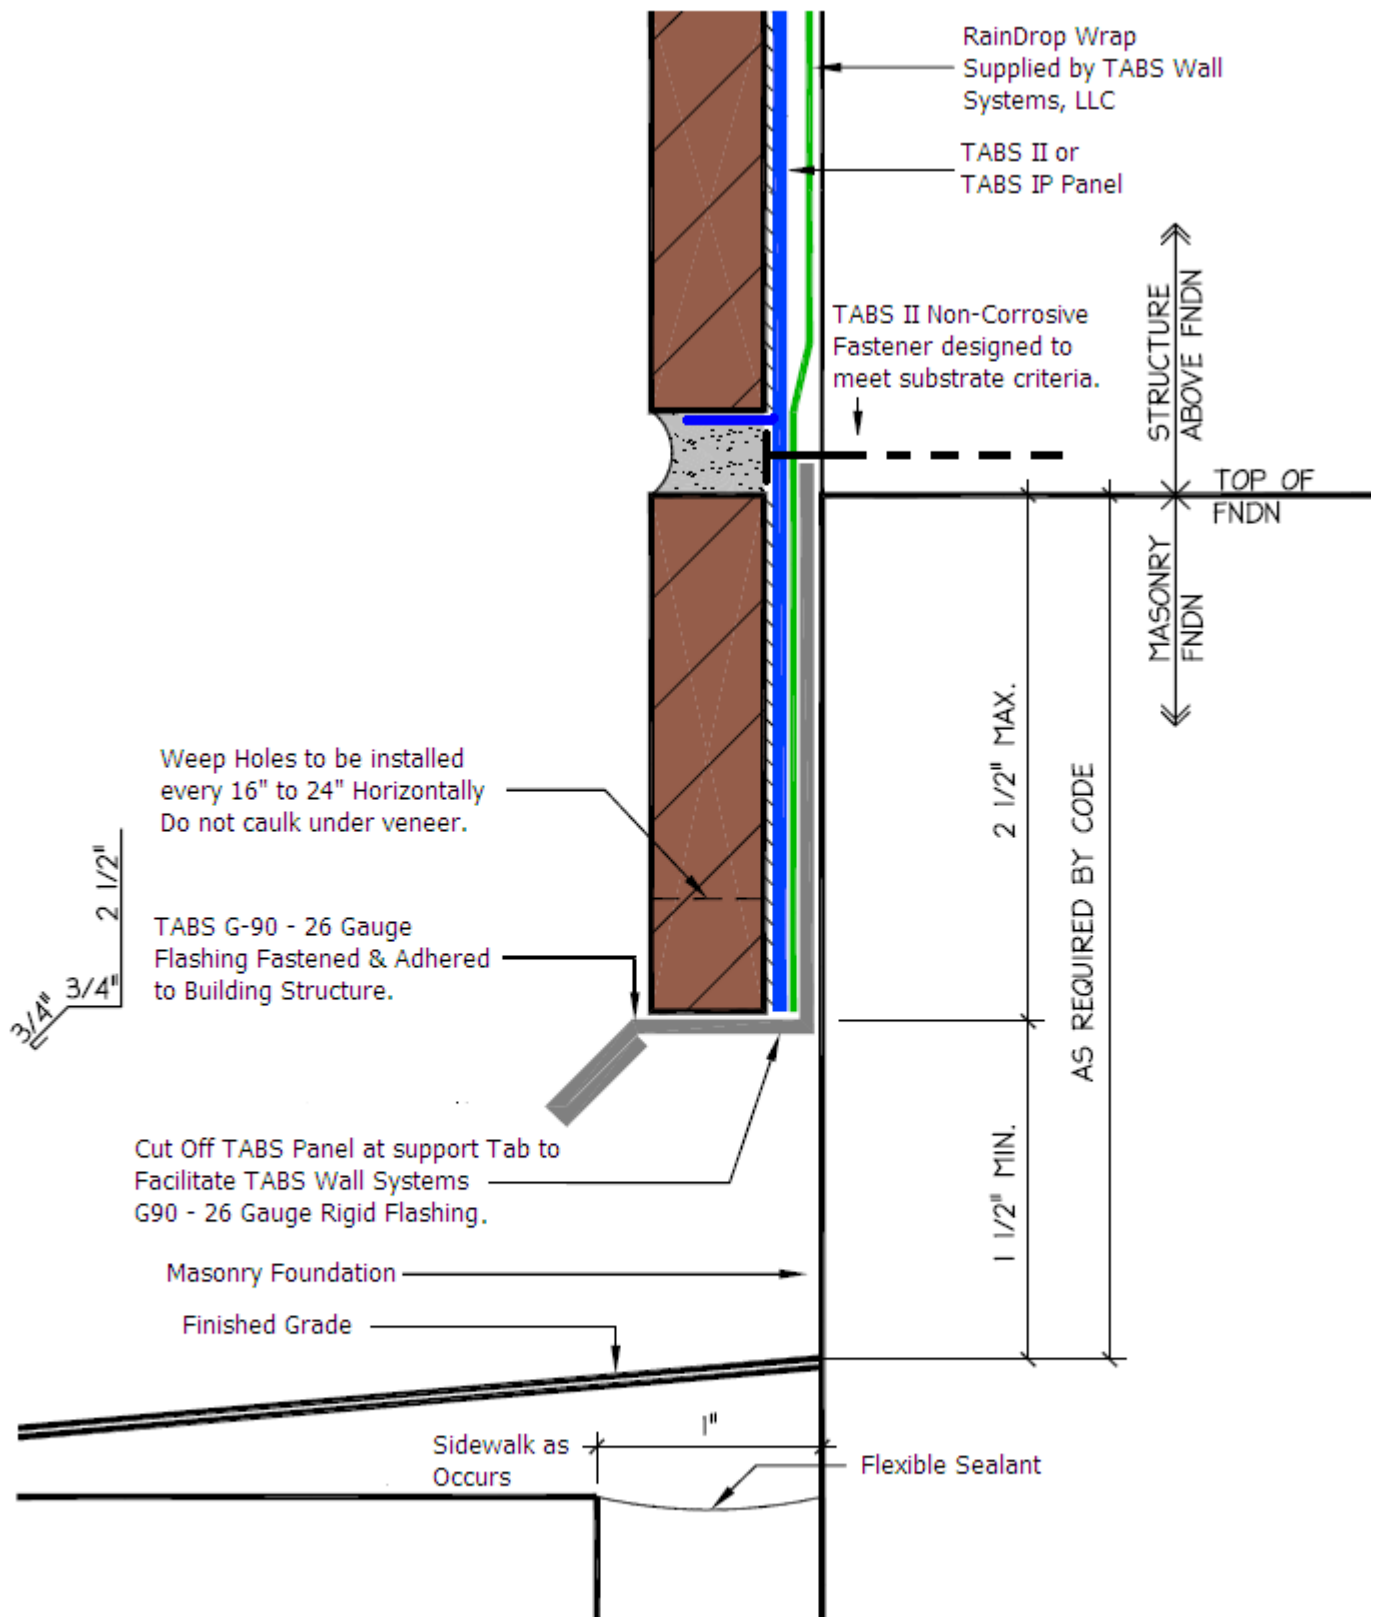 RainDrop Wrap
Supplied by TABS Wall
Systems, LLC
TABS II or
TABS IP Panel
TABS II Non-Corrosive
Fastener designed to
meet substrate criteria.
STRUCTURE
ABOVE FNDN
TOP OF
FNDN
MASONRY
FNDN
2 1/2" MAX.
AS REQUIRED BY CODE
1 1/2" MIN.
Weep Holes to be installed
every 16" to 24" Horizontally
Do not caulk under veneer.
2 1/2"
3/4"
3/4"
TABS G-90 - 26 Gauge
Flashing Fastened & Adhered
to Building Structure.
Cut Off TABS Panel at support Tab to
Facilitate TABS Wall Systems
G90 - 26 Gauge Rigid Flashing.
Masonry Foundation
Finished Grade
1"
Sidewalk as
Occurs
Flexible Sealant